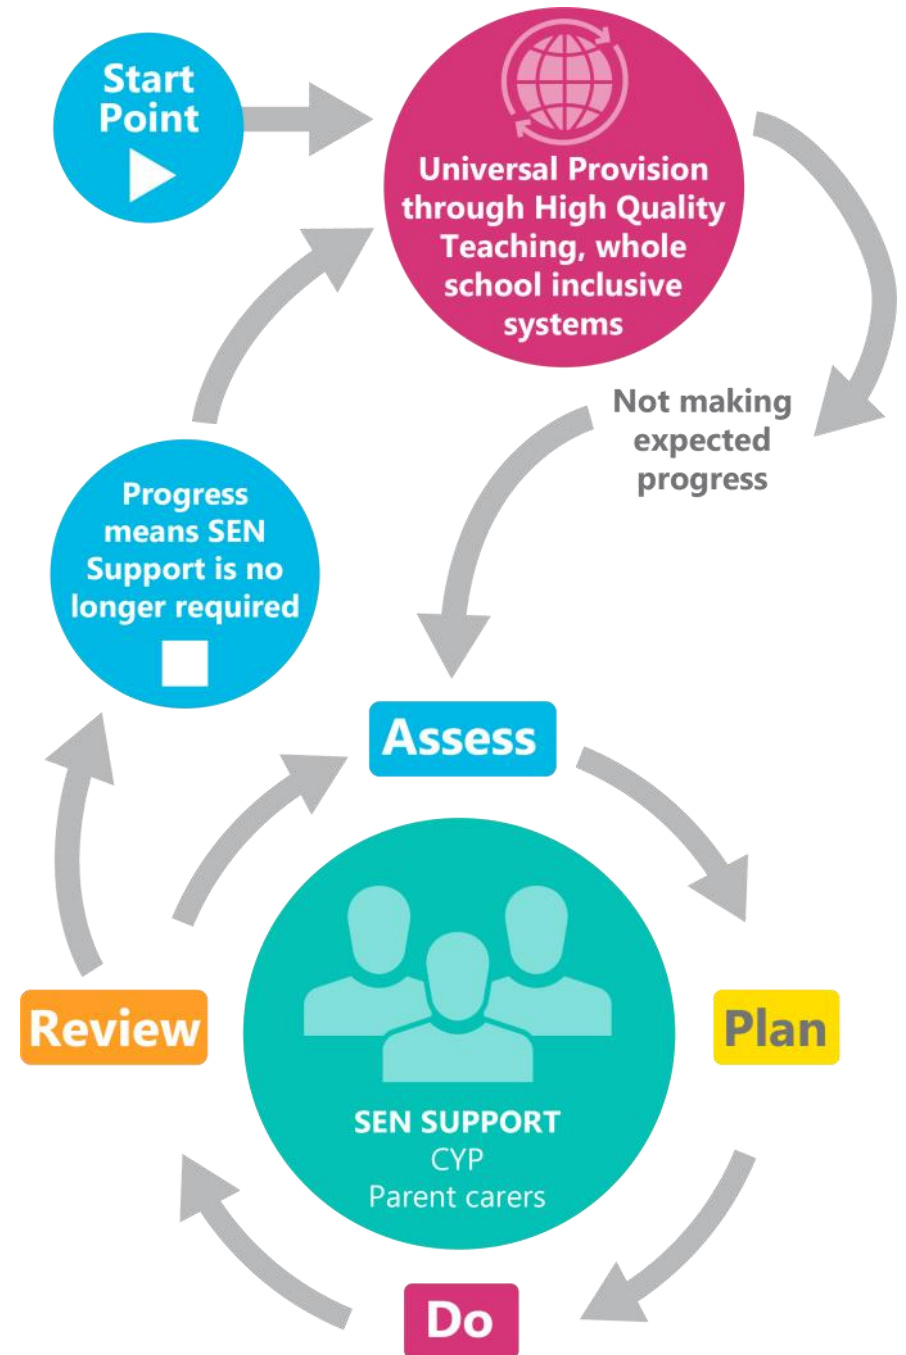 Start
Point
Universal Provision
through High Quality
Teaching, whole
school inclusive
systems
Not making
expected
progress
Progress
means SEN
Support is no
longer required
Assess
Plan
Do
Review
SEN SUPPORT
CYP
Parent carers